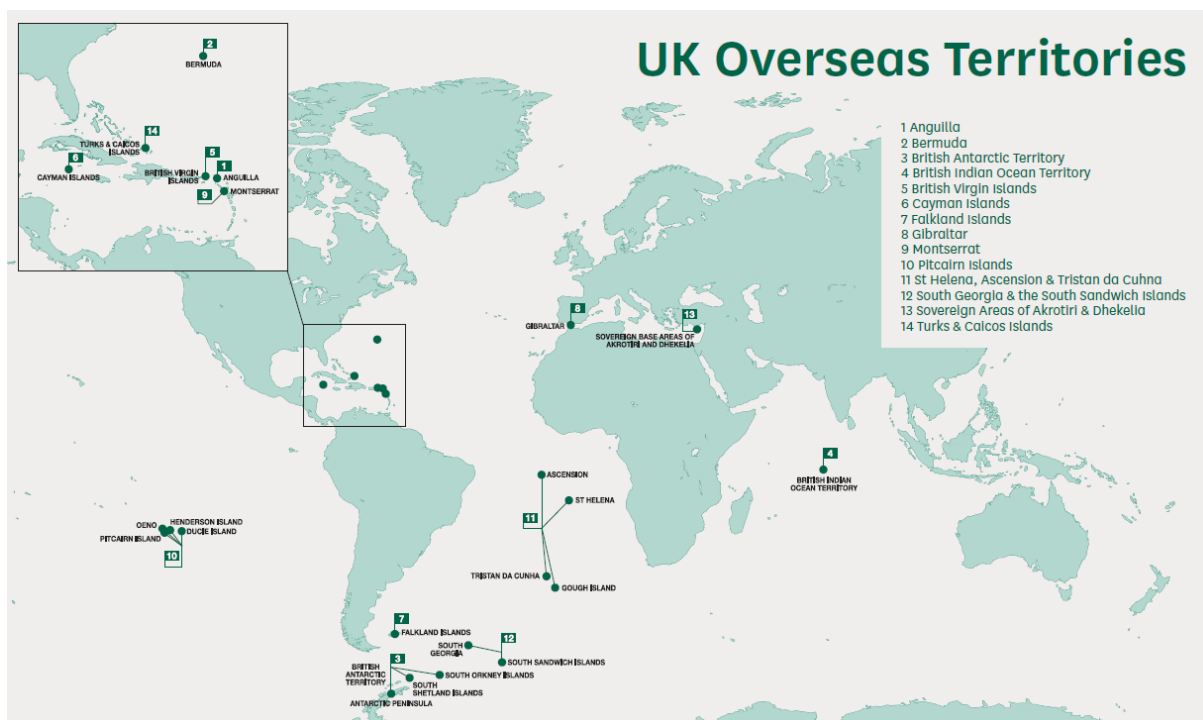 UK Overseas Territories
1 Anguilla
2 Bermuda
3 British Antarctic Territory
4 British Indian Ocean Territory
5 British Virgin Islands
6 Cayman Islands
7 Falkland Islands
8 Gibraltar
9 Montserrat
10 Pitcairn Islands
11 St Helena, Ascension & Tristan da Cuhna
12 South Georgia & the South Sandwich Islands
13 Sovereign Areas of Akrotiri & Dhekelia
14 Turks & Caicos Islands
2
BERMUDA
14
TURKS & CAICOS
ISLANDS
6
CAYMAN ISLANDS
5
BRITISH VIRGIN
ISLANDS
1
ANGUILLA
9
MONTSERRAT
8
GIBRALTAR
13
SOVEREIGN BASE AREAS OF
AKROTIRI AND DHEKELIA
4
BRITISH INDIAN
OCEAN TERRITORY
ASCENSION
ST HELENA
11
TRISTAN DA CUNHA
GOUGH ISLAND
OENO
HENDERSON ISLAND
DUCIE ISLAND
PITCAIRN ISLAND
10
7
FALKLAND ISLANDS
12
SOUTH
GEORGIA
SOUTH SANDWICH ISLANDS
3
BRITISH
ANTARCTIC
TERRITORY
SOUTH ORKNEY ISLANDS
SOUTH
SHETLAND ISLANDS
ANTARCTIC PENINSULA